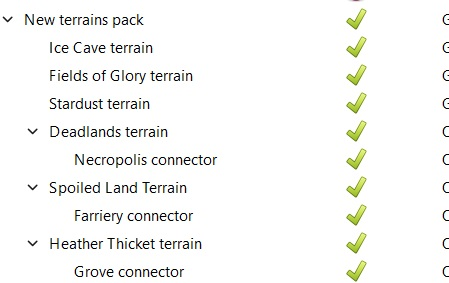 New terrains pack
Ice Cave terrain
Fields of Glory terrain
Stardust terrain
Deadlands terrain
Necropolis connector
Spoiled Land Terrain
Farriery connector
Heather Thicket terrain
Grove connector